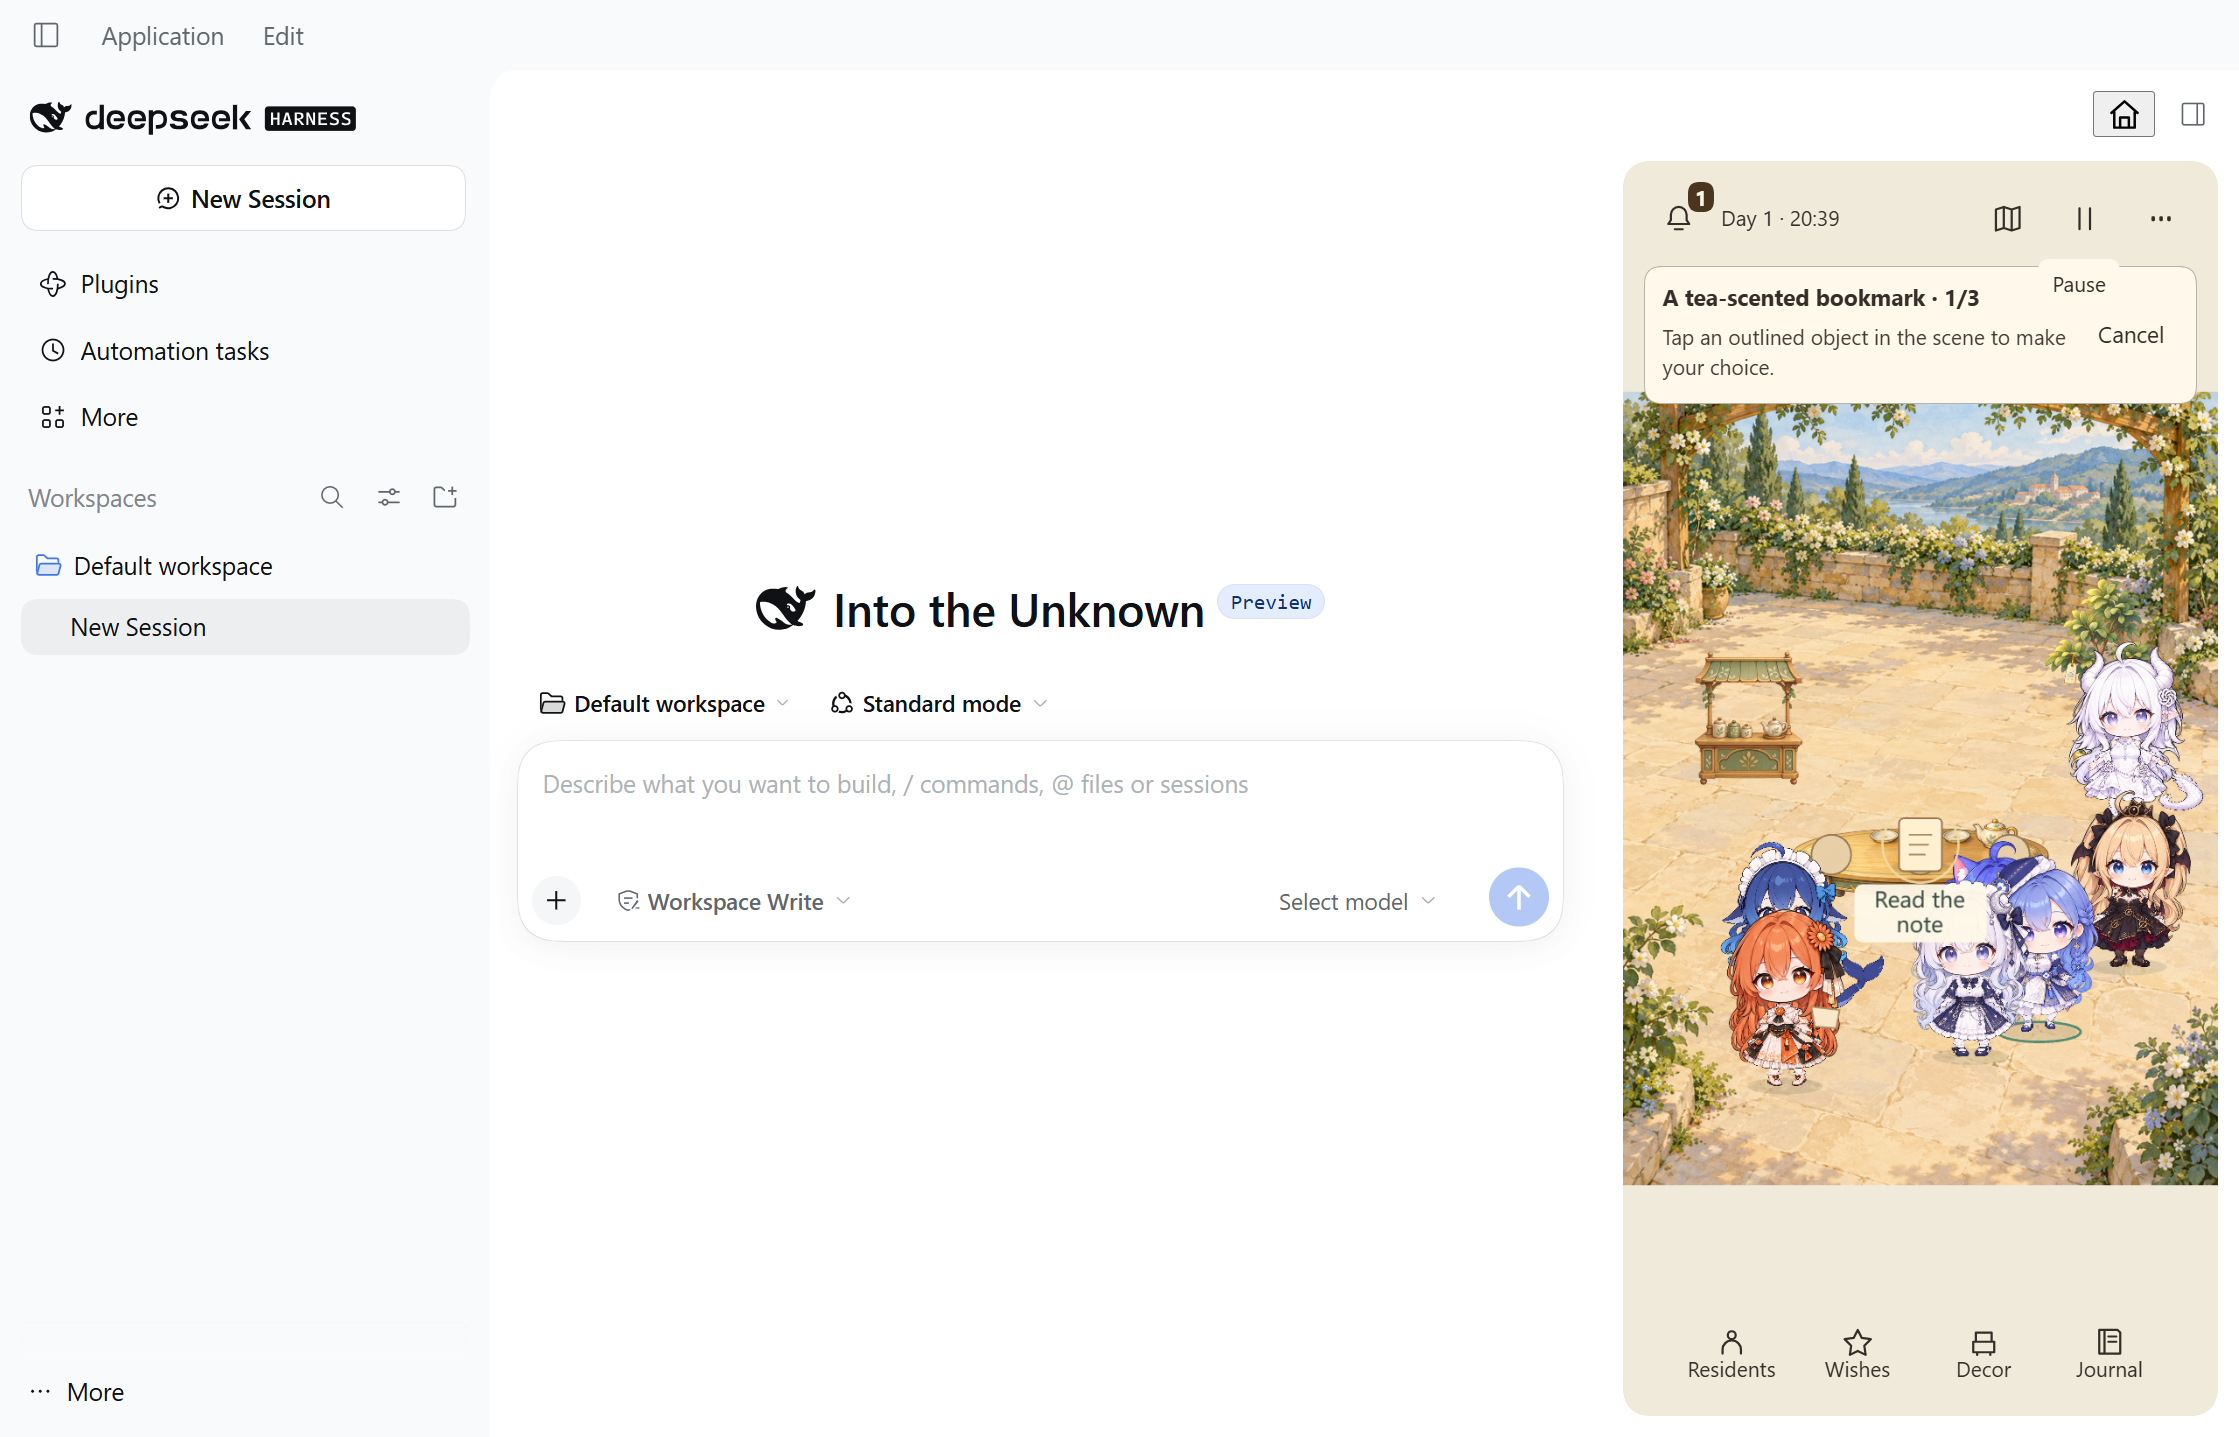 Application Edit
deepseek HARNESS
New Session
Plugins
Automation tasks
More
Workspaces
Default workspace
New Session
More
Into the Unknown Preview
Default workspace Standard mode
Describe what you want to build, / commands, @ files or sessions
Workspace Write Select model
1
Day 1 · 20:39
Pause
A tea-scented bookmark · 1/3
Tap an outlined object in the scene to make
your choice.
Cancel
Read the
note
Residents Wishes Decor Journal